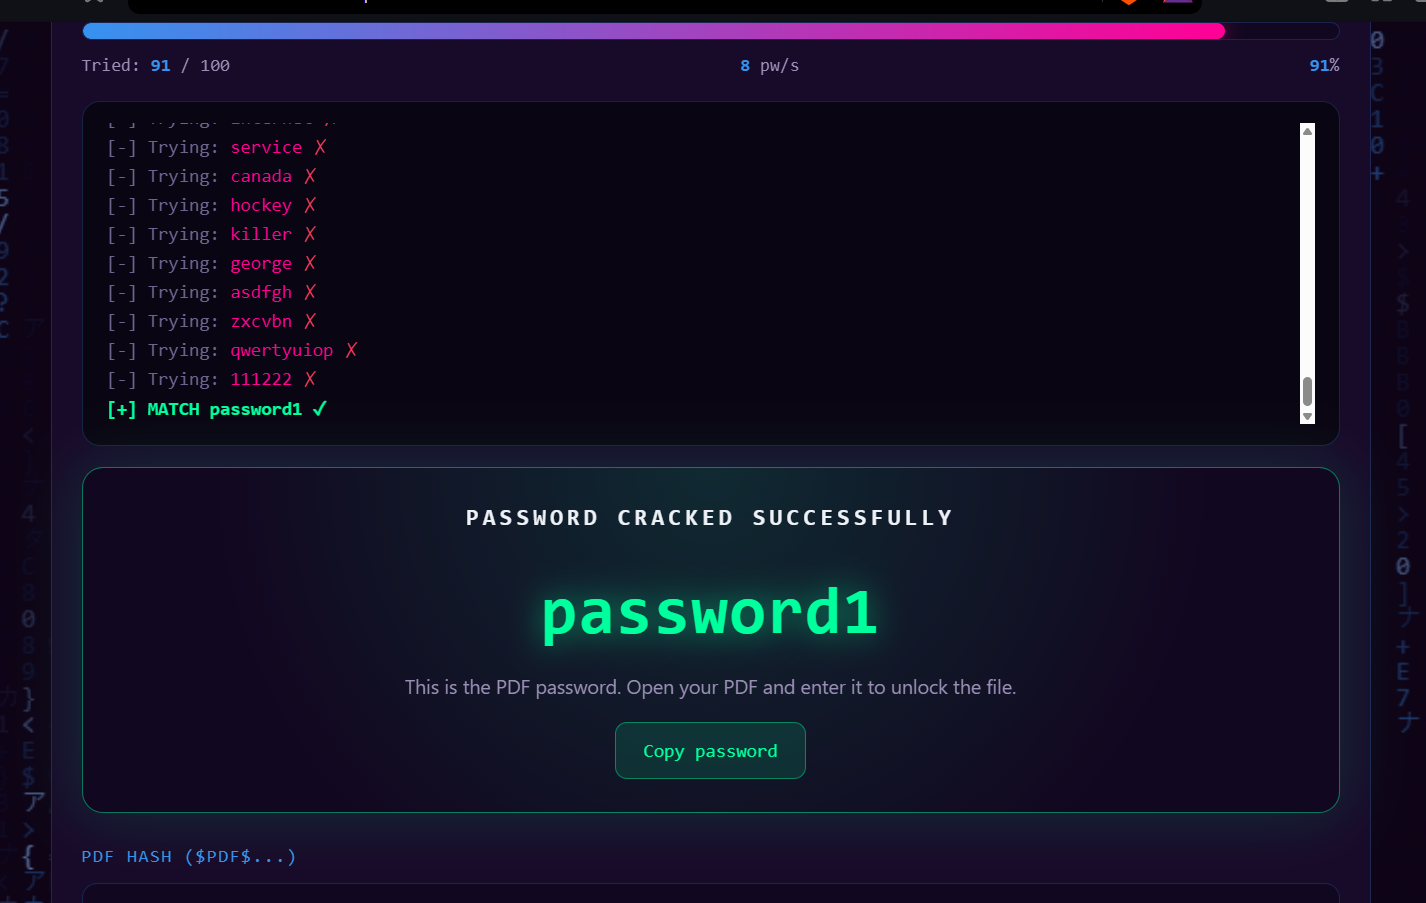 Tried: 91 / 100
8 pw/s
91%
[-] Trying: service ✗
[-] Trying: canada ✗
[-] Trying: hockey ✗
[-] Trying: killer ✗
[-] Trying: george ✗
[-] Trying: asdfgh ✗
[-] Trying: zxcvbn ✗
[-] Trying: qwertyuiop ✗
[-] Trying: 111222 ✗
[+] MATCH password1 ✓
PASSWORD CRACKED SUCCESSFULLY
password1
This is the PDF password. Open your PDF and enter it to unlock the file.
Copy password
PDF HASH ($PDF$...)